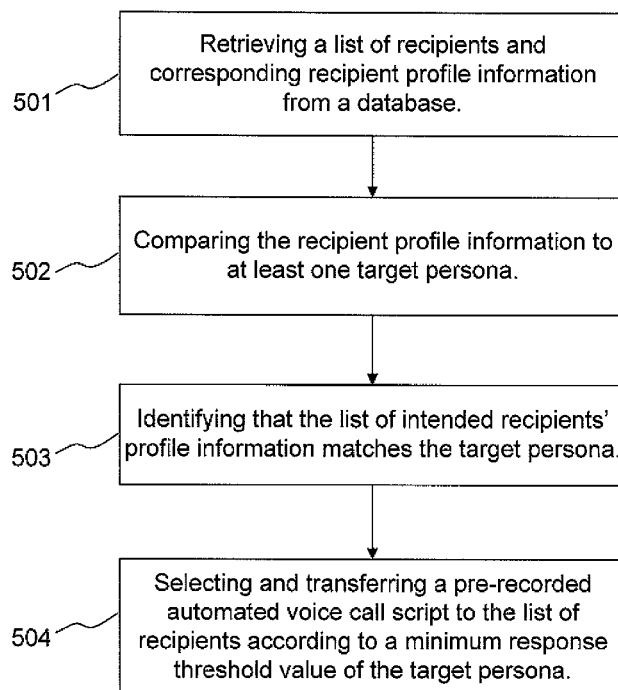 Retrieving a list of recipients and
corresponding recipient profile information
from a database.
501
Comparing the recipient profile information to
at least one target persona.
502
Identifying that the list of intended recipients'
profile information matches the target persona.
503
Selecting and transferring a pre-recorded
automated voice call script to the list of
recipients according to a minimum response
threshold value of the target persona.
504